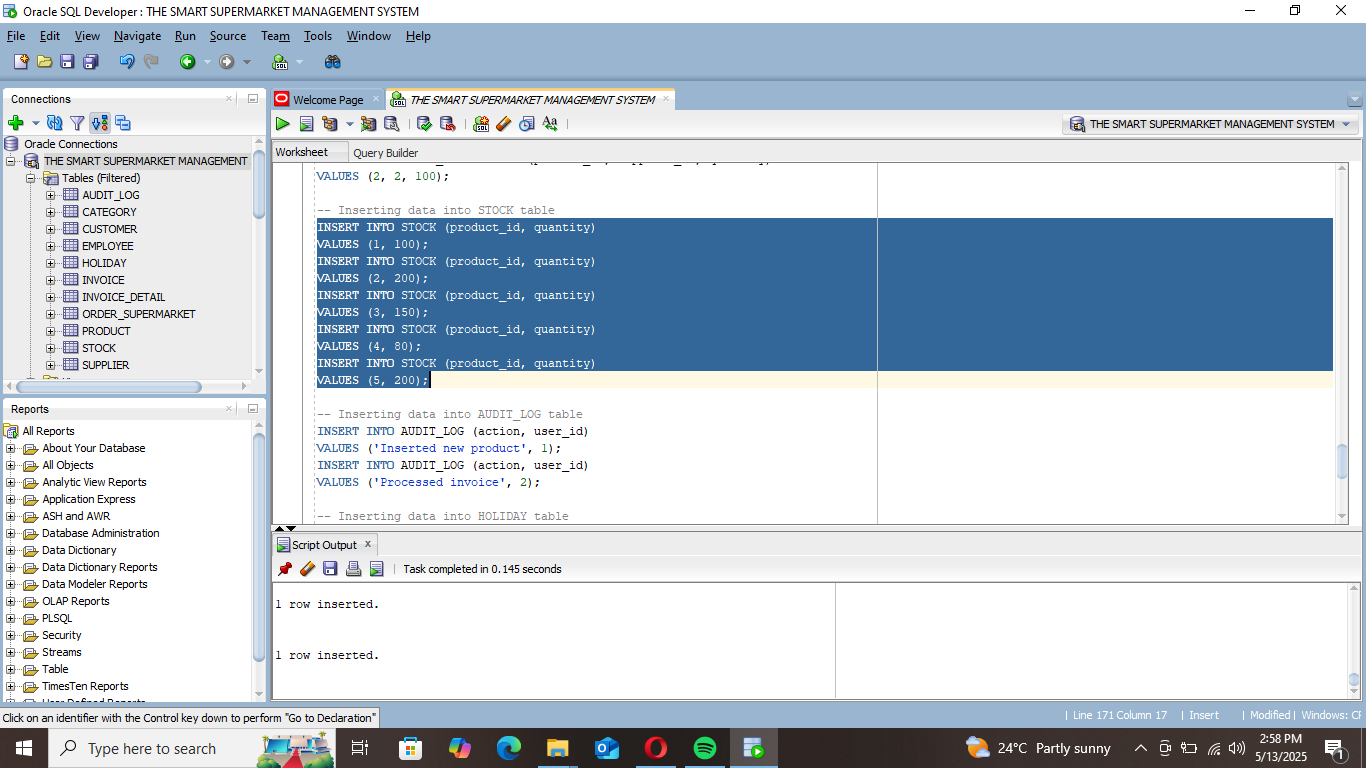 Oracle SQL Developer : THE SMART SUPERMARKET MANAGEMENT SYSTEM
File Edit View Navigate Run Source Team Tools Window Help
Connections
Oracle Connections
THE SMART SUPERMARKET MANAGEMENT
Tables (Filtered)
AUDIT_LOG
CATEGORY
CUSTOMER
EMPLOYEE
HOLIDAY
INVOICE
INVOICE_DETAIL
ORDER_SUPERMARKET
PRODUCT
STOCK
SUPPLIER
Reports
All Reports
About Your Database
All Objects
Analytic View Reports
Application Express
ASH and AWR
Database Administration
Data Dictionary
Data Dictionary Reports
Data Modeler Reports
OLAP Reports
PLSQL
Security
Streams
Table
TimesTen Reports
Welcome Page
THE SMART SUPERMARKET MANAGEMENT SYSTEM
THE SMART SUPERMARKET MANAGEMENT SYSTEM
Worksheet Query Builder
VALUES (2, 2, 100);
-- Inserting data into STOCK table
INSERT INTO STOCK (product_id, quantity)
VALUES (1, 100);
INSERT INTO STOCK (product_id, quantity)
VALUES (2, 200);
INSERT INTO STOCK (product_id, quantity)
VALUES (3, 150);
INSERT INTO STOCK (product_id, quantity)
VALUES (4, 80);
INSERT INTO STOCK (product_id, quantity)
VALUES (5, 200);
-- Inserting data into AUDIT_LOG table
INSERT INTO AUDIT_LOG (action, user_id)
VALUES ('Inserted new product', 1);
INSERT INTO AUDIT_LOG (action, user_id)
VALUES ('Processed invoice', 2);
-- Inserting data into HOLIDAY table
Script Output
Task completed in 0.145 seconds
1 row inserted.
1 row inserted.
Click on an identifier with the Control key down to perform "Go to Declaration"
Line 171 Column 17 Insert Modified Windows:
Type here to search
24°C Partly sunny
2:58 PM
5/13/2025
1